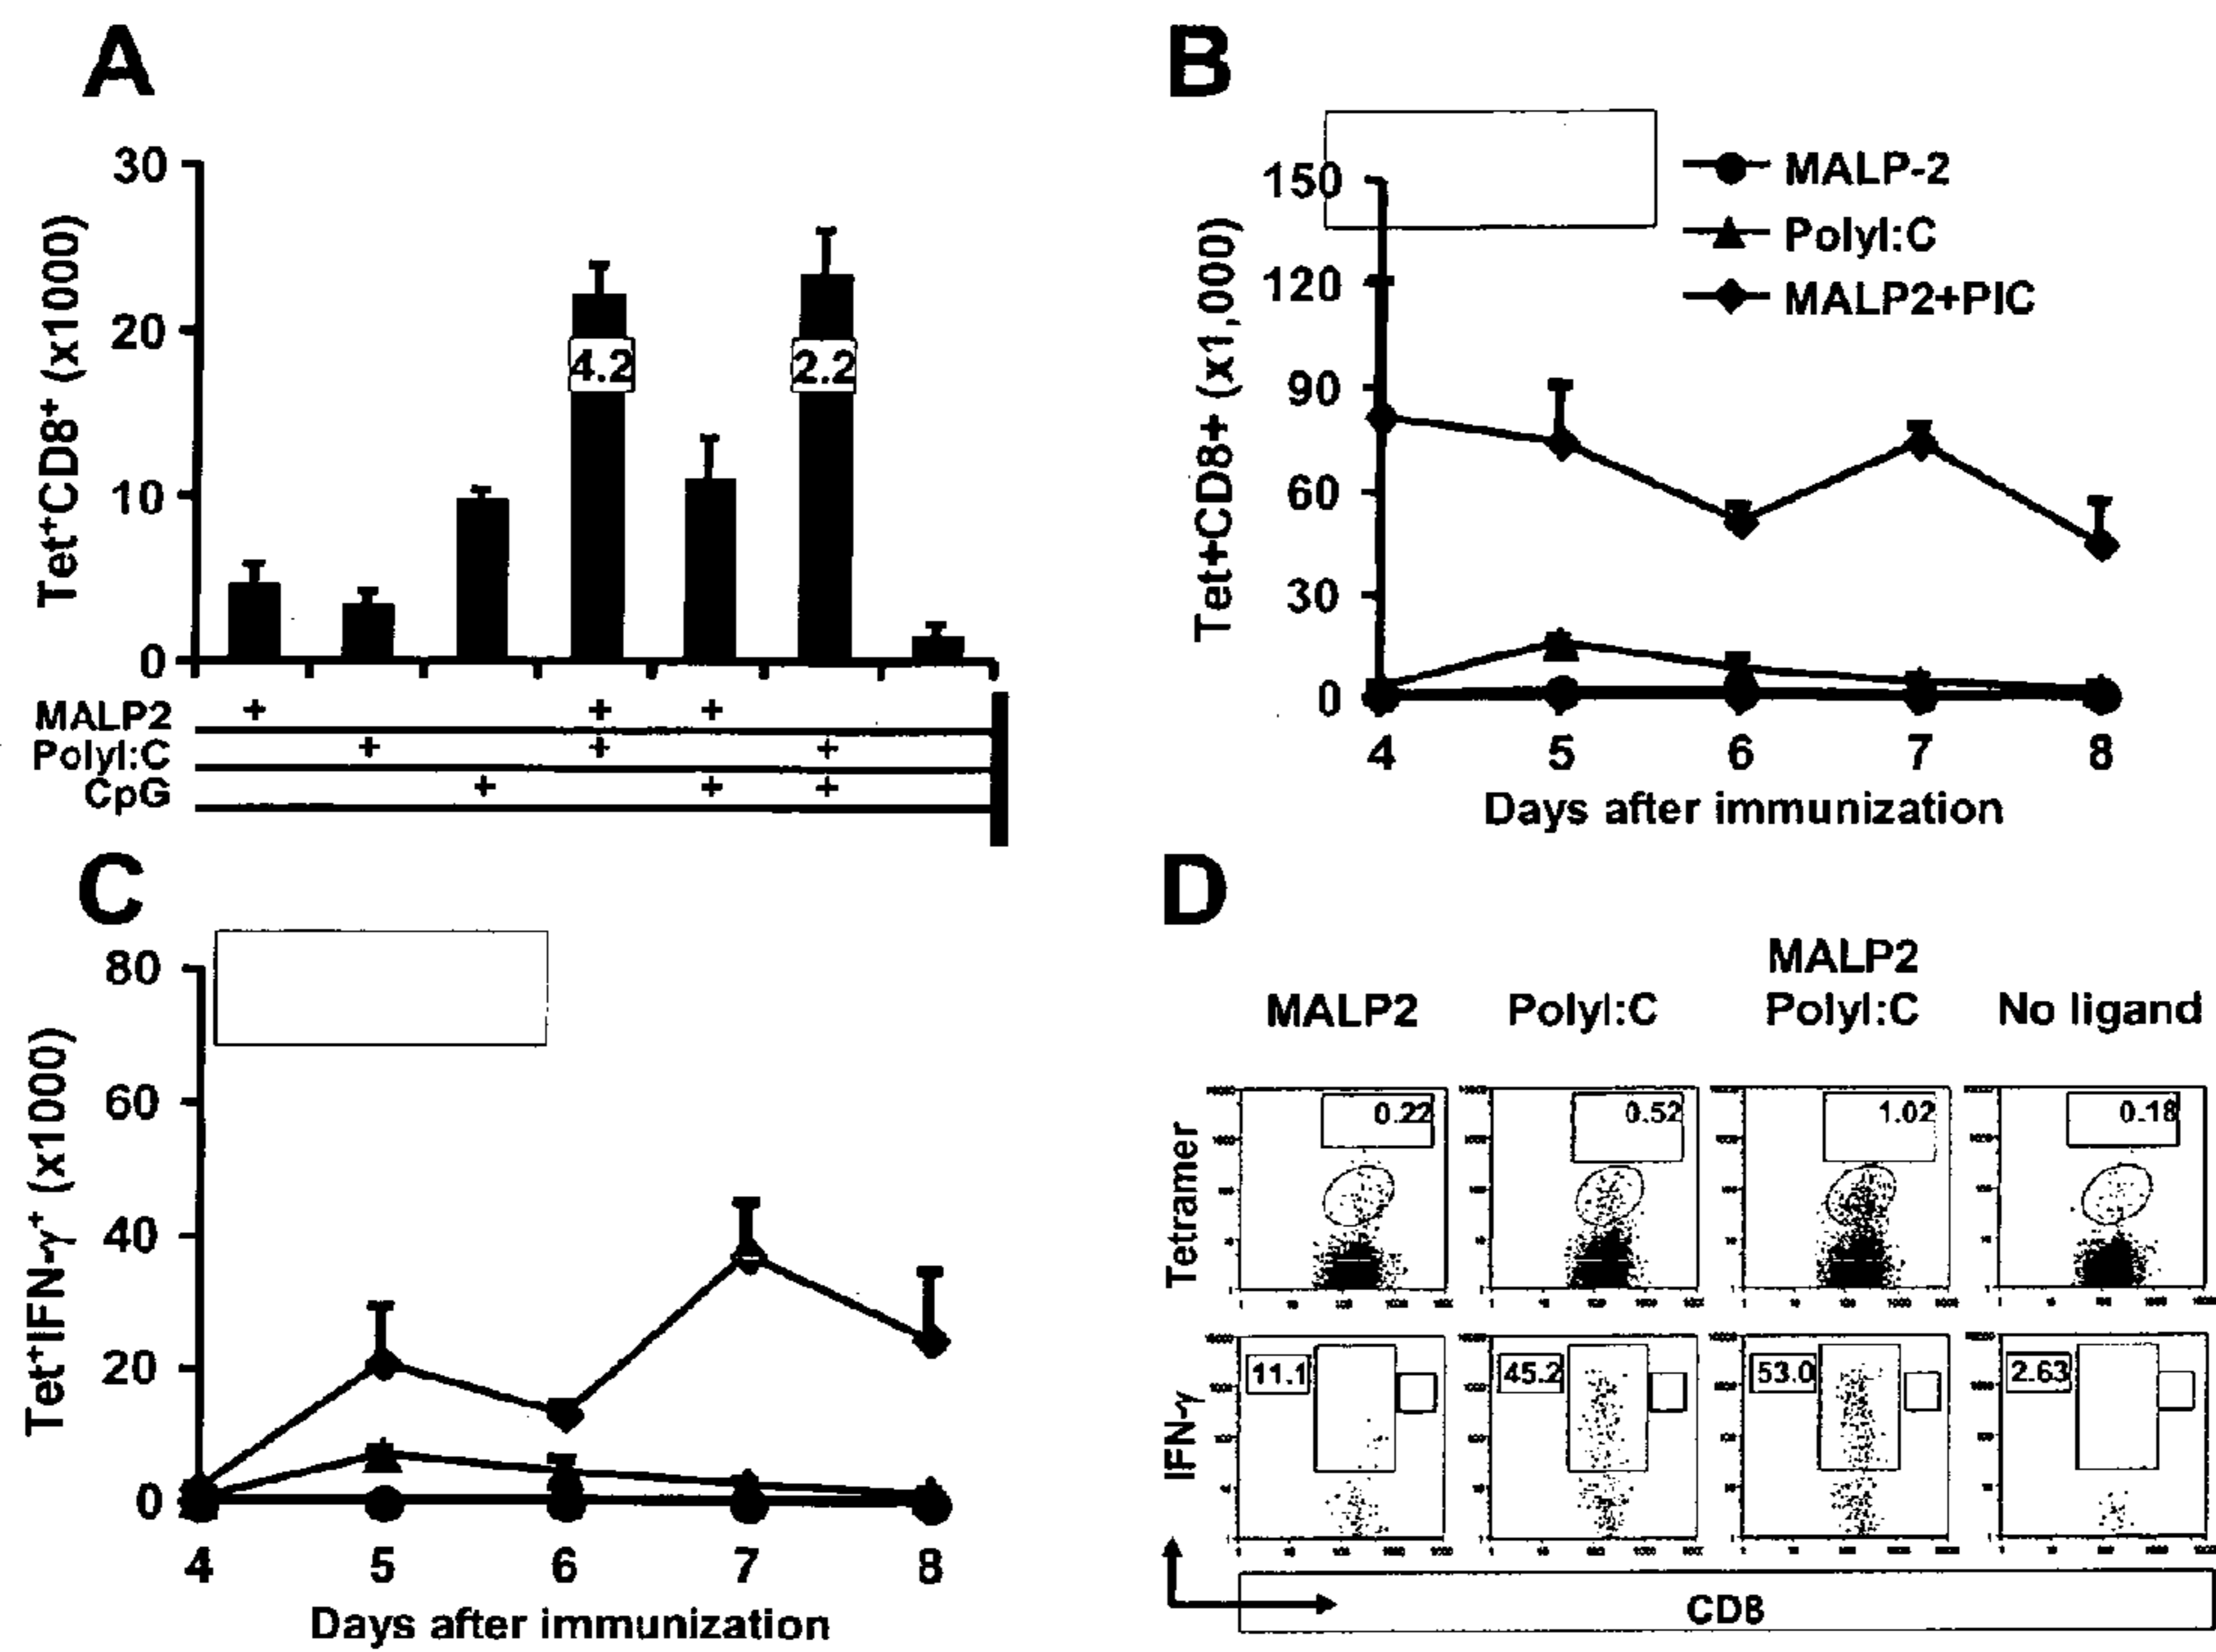 A
Tet⁺CD8⁺ (x1000)
30
20
10
0
4.2
2.2
MALP2 + + +
PolyI:C + + +
CpG + + +
B
Tet+CD8+ (x1,000)
150
120
90
60
30
0
MALP-2
PolyI:C
MALP2+PIC
4 5 6 7 8
Days after immunization
C
Tet⁺IFN-γ⁺ (x1000)
80
60
40
20
0
4 5 6 7 8
Days after immunization
D
MALP2
MALP2 PolyI:C PolyI:C No ligand
Tetramer
0.22 0.52 1.02 0.18
IFN-γ
11.1 45.2 53.0 2.63
CD8